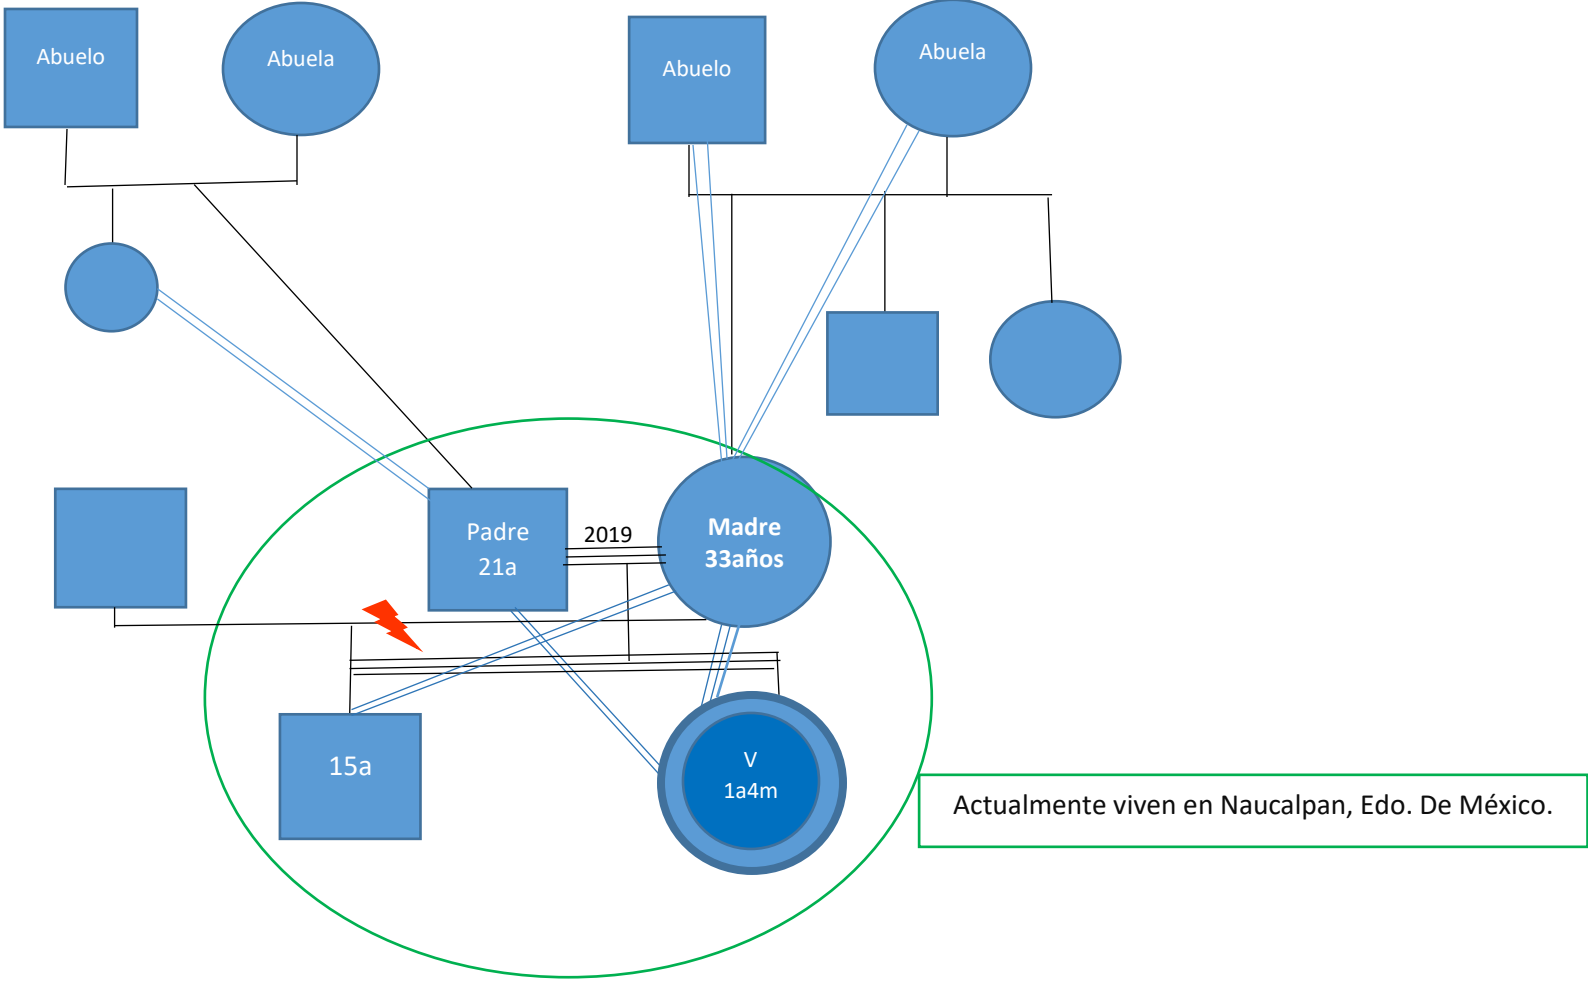 Abuelo
Abuela
Abuelo
Abuela
Padre
21a
2019
Madre
33años
15a
V
1a4m
Actualmente viven en Naucalpan, Edo. De México.